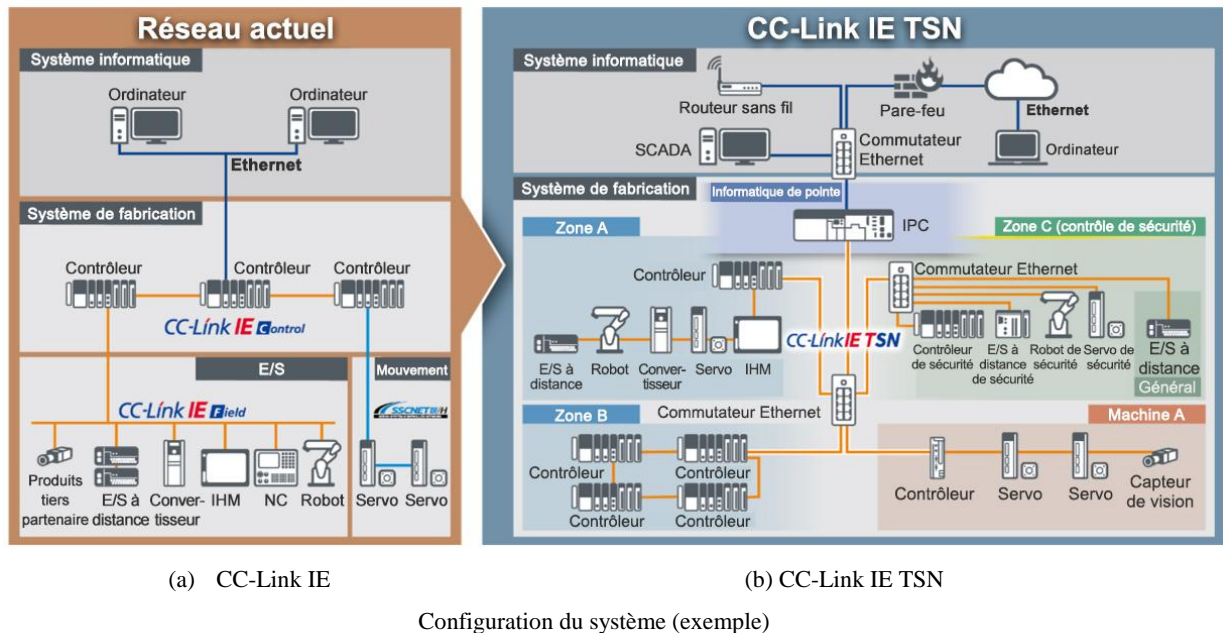 Réseau actuel
Système informatique
Ordinateur
Ordinateur
Ethernet
Système de fabrication
Contrôleur
Contrôleur
Contrôleur
CC-Link IE Control
E/S
Mouvement
CC-Link IE Field
SSCNET III/H
Produits tiers partenaire
E/S à distance
Conver-tisseur
IHM
NC
Robot
Servo
Servo
CC-Link IE TSN
Système informatique
Routeur sans fil
Pare-feu
Ethernet
SCADA
Commutateur Ethernet
Ordinateur
Système de fabrication
Informatique de pointe
IPC
Zone A
Zone C (contrôle de sécurité)
Contrôleur
Commutateur Ethernet
CC-Link IE TSN
E/S à distance
Robot
Conver-tisseur
Servo
IHM
Contrôleur de sécurité
E/S à distance de sécurité
Robot de sécurité
Servo de sécurité
E/S à distance
Général
Zone B
Commutateur Ethernet
Machine A
Contrôleur
Contrôleur
Contrôleur
Contrôleur
Contrôleur
Servo
Servo
Capteur de vision
(a) CC-Link IE
(b) CC-Link IE TSN
Configuration du système (exemple)